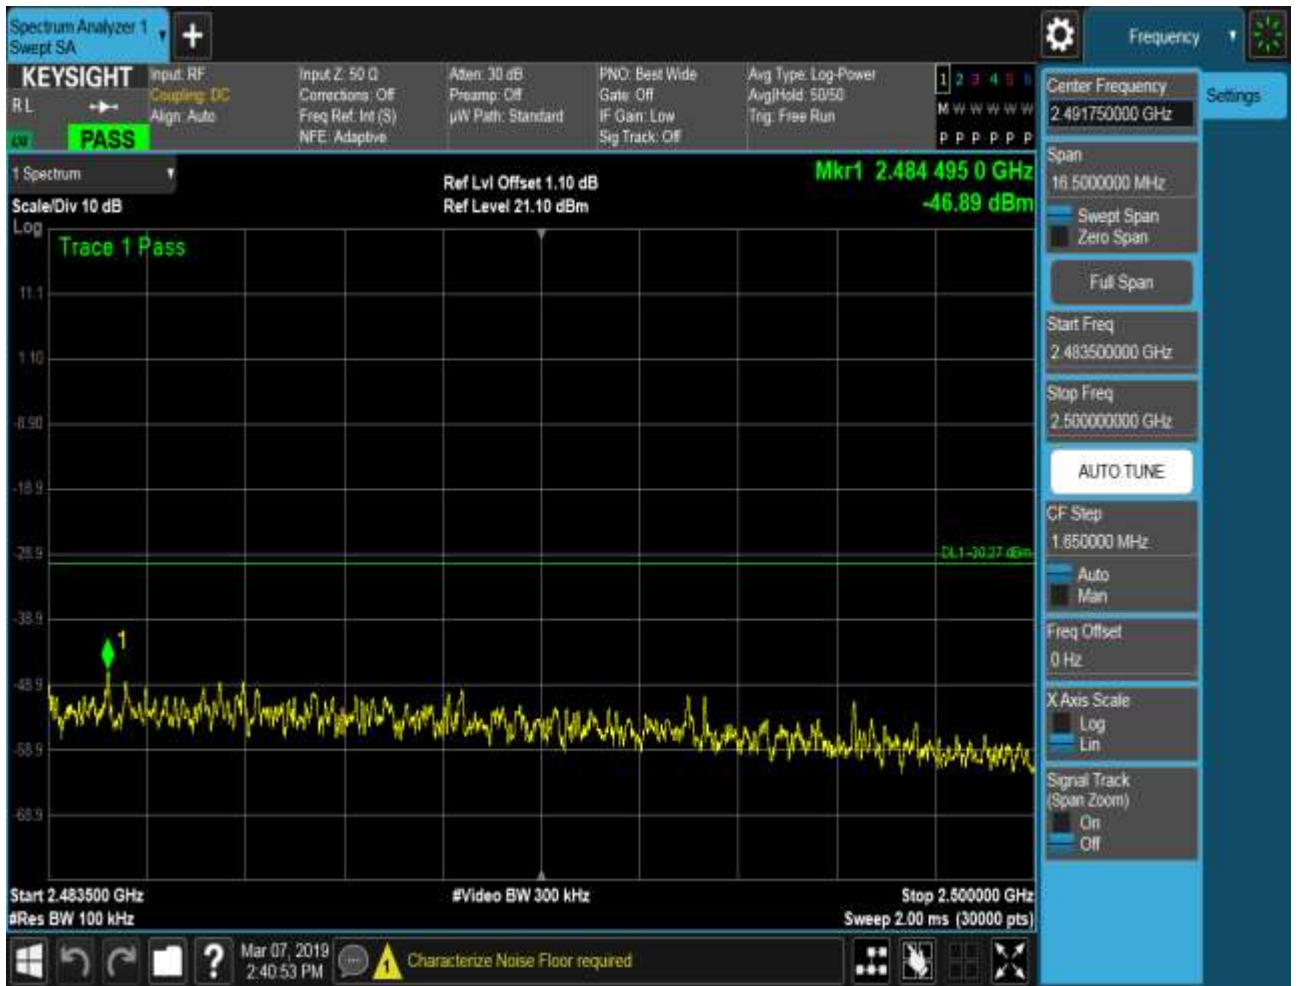 Spectrum Analyzer 1
Swept SA
Frequency
KEYSIGHT
R L
PASS
Input: RF
Coupling: DC
Align: Auto
Input Z: 50 Ω
Corrections: Off
Freq Ref: Int (S)
NFE: Adaptive
Atten: 30 dB
Preamp: Off
µW Path: Standard
PNO: Best Wide
Gate: Off
IF Gain: Low
Sig Track: Off
Avg Type: Log-Power
Avg|Hold: 50/50
Trig: Free Run
1 2 3 4 5 6
M W W W W W
P P P P P P
1 Spectrum
Scale/Div 10 dB
Log
Ref Lvl Offset 1.10 dB
Ref Level 21.10 dBm
Mkr1 2.484 495 0 GHz
-46.89 dBm
Trace 1 Pass
11.1
1.10
-8.90
-18.9
-28.9
DL1 -30.27 dBm
-38.9
1
-48.9
-58.9
-68.9
Start 2.483500 GHz
#Res BW 100 kHz
#Video BW 300 kHz
Stop 2.500000 GHz
Sweep 2.00 ms (30000 pts)
Center Frequency
2.491750000 GHz
Settings
Span
16.5000000 MHz
Swept Span
Zero Span
Full Span
Start Freq
2.483500000 GHz
Stop Freq
2.500000000 GHz
AUTO TUNE
CF Step
1.650000 MHz
Auto
Man
Freq Offset
0 Hz
X Axis Scale
Log
Lin
Signal Track
(Span Zoom)
On
Off
?
Mar 07, 2019
2:40:53 PM
1
Characterize Noise Floor required